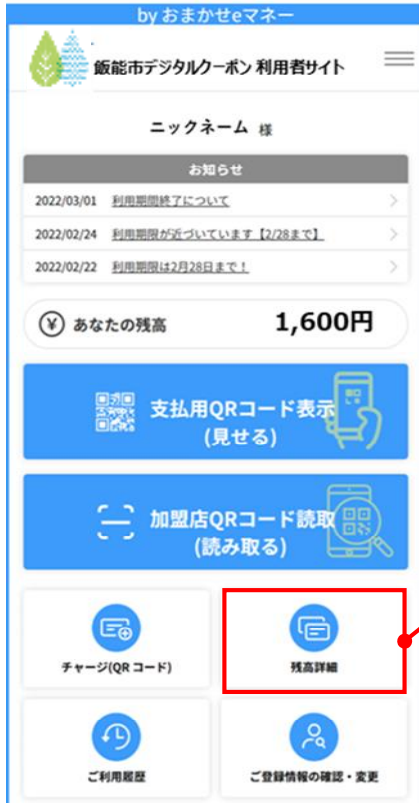 by おまかせeマネー
飯能市デジタルクーポン 利用者サイト
ニックネーム 様
お知らせ
2022/03/01 利用期間終了について
2022/02/24 利用期限が近づいています【2/28まで】
2022/02/22 利用期限は2月28日まで！
¥ あなたの残高 1,600円
支払用QRコード表示
(見せる)
加盟店QRコード読取
(読み取る)
チャージ(QRコード)
残高詳細
ご利用履歴
ご登録情報の確認・変更